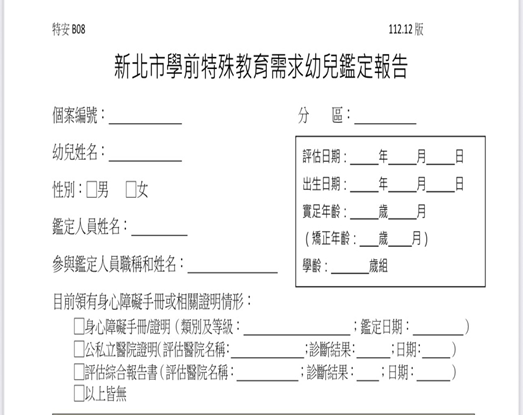 特安 B08 112.12 版
新北市學前特殊教育需求幼兒鑑定報告
個案編號：________ 分 區：________
幼兒姓名：________
評估日期：____年____月____日
性別：□男 □女
出生日期：____年____月____日
實足年齡：____歲____月
鑑定人員姓名：________
（矯正年齡：____歲____月）
參與鑑定人員職稱和姓名：________
學齡：________歲組
目前領有身心障礙手冊或相關證明情形：
□身心障礙手冊/證明（類別及等級：________；鑑定日期：________）
□公私立醫院證明(評估醫院名稱：________;診斷結果：____;日期：____）
□評估綜合報告書（評估醫院名稱：________；診斷結果：____；日期：____）
□以上皆無